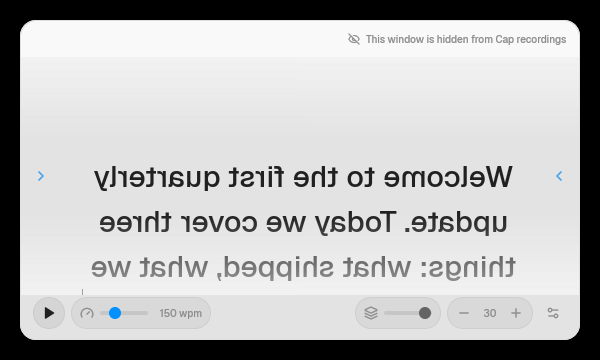 This window is hidden from Cap recordings
Welcome to the first quarterly
update. Today we cover three
things: what shipped, what we
150 wpm
30